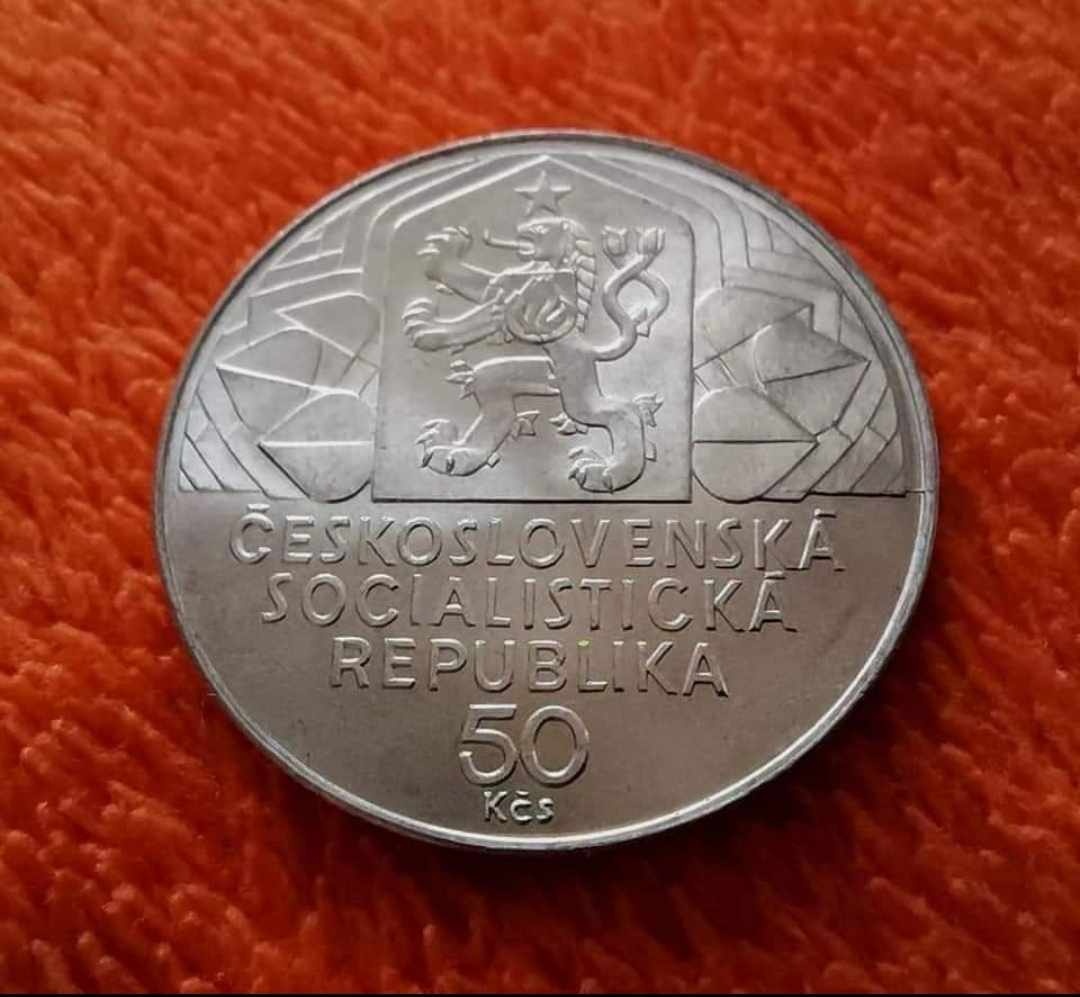 ČESKOSLOVENSKÁ
SOCIALISTICKÁ
REPUBLIKA
50
Kčs